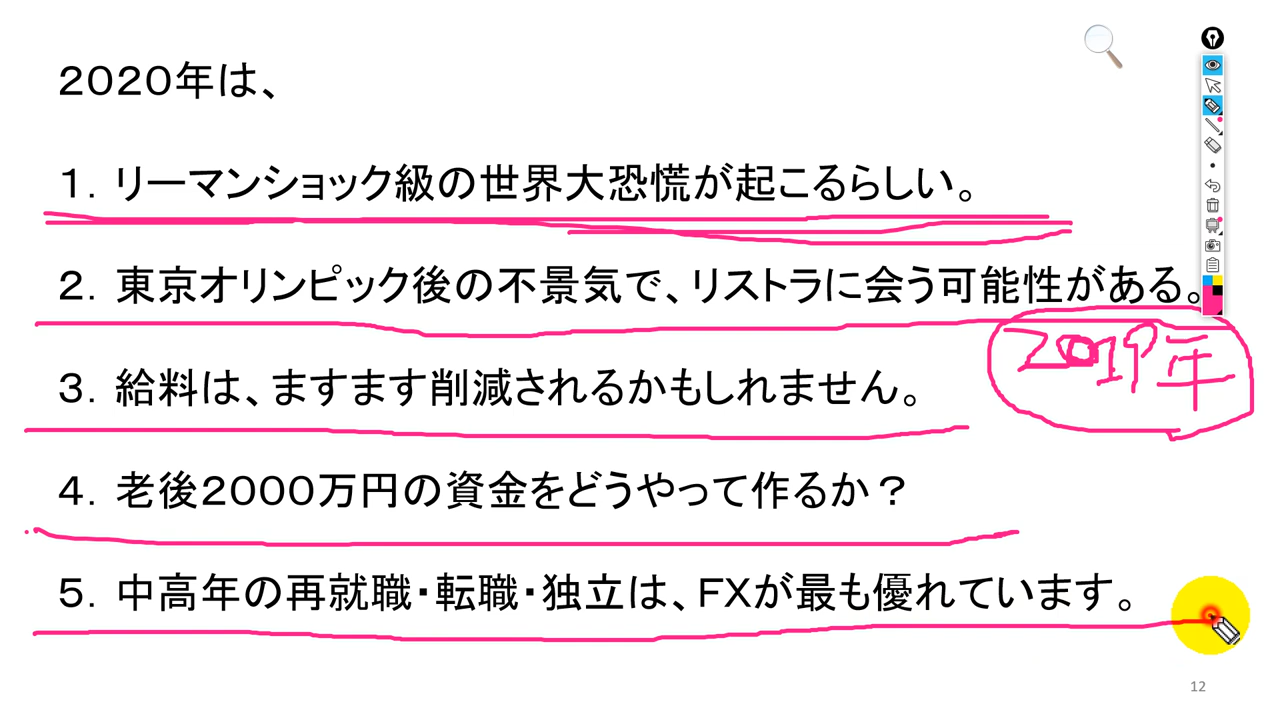 2020年は、
1．リーマンショック級の世界大恐慌が起こるらしい。
2．東京オリンピック後の不景気で、リストラに会う可能性がある。
2019年
3．給料は、ますます削減されるかもしれません。
4．老後2000万円の資金をどうやって作るか？
5．中高年の再就職・転職・独立は、FXが最も優れています。
12